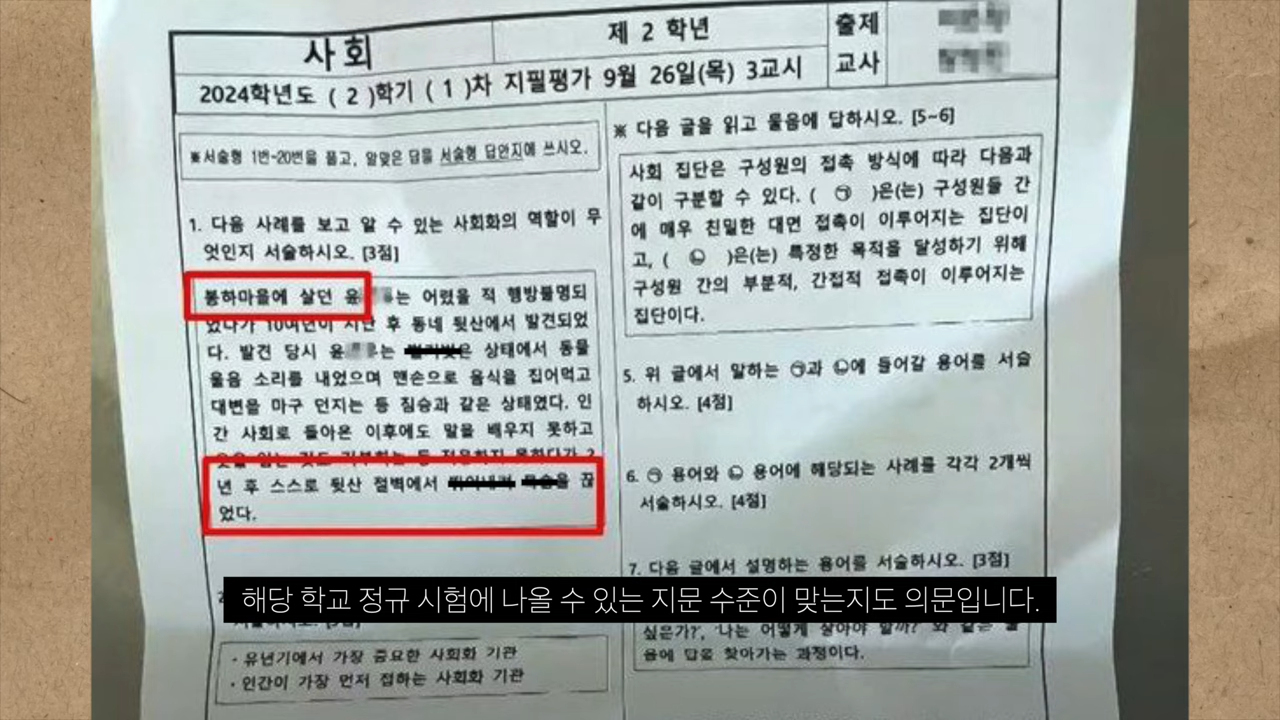 사회
제 2 학년
출제
교사
2024학년도 ( 2 )학기 ( 1 )차 지필평가 9월 26일(목) 3교시
※서술형 1번~20번을 풀고, 알맞은 답을 서술형 답안지에 쓰시오.
1. 다음 사례를 보고 알 수 있는 사회화의 역할이 무
엇인지 서술하시오. [3점]
봉하마을에 살던 윤 는 어렸을 적 행방불명되
었다가 10여년이 지난 후 동네 뒷산에서 발견되었
다. 발견 당시 윤 는 상태에서 동물
울음 소리를 내었으며 맨손으로 음식을 집어먹고
대변을 마구 던지는 등 짐승과 같은 상태였다. 인
간 사회로 돌아온 이후에도 말을 배우지 못하고
옷을 입는 것도 거부하는 등 적응하지 못하다가 2
년 후 스스로 뒷산 절벽에서 을 끊
었다.
· 유년기에서 가장 중요한 사회화 기관
· 인간이 가장 먼저 접하는 사회화 기관
※ 다음 글을 읽고 물음에 답하시오. [5~6]
사회 집단은 구성원의 접촉 방식에 따라 다음과
같이 구분할 수 있다. ( ㉠ )은(는) 구성원들 간
에 매우 친밀한 대면 접촉이 이루어지는 집단이
고, ( ㉡ )은(는) 특정한 목적을 달성하기 위해
구성원 간의 부분적, 간접적 접촉이 이루어지는
집단이다.
5. 위 글에서 말하는 ㉠과 ㉡에 들어갈 용어를 서술
하시오. [4점]
6. ㉠ 용어와 ㉡ 용어에 해당되는 사례를 각각 2개씩
서술하시오. [4점]
7. 다음 글에서 설명하는 용어를 서술하시오. [3점]
싶은가?', '나는 어떻게 살아야 할까?' 와 같은 물
음에 답을 찾아가는 과정이다.
해당 학교 정규 시험에 나올 수 있는 지문 수준이 맞는지도 의문입니다.